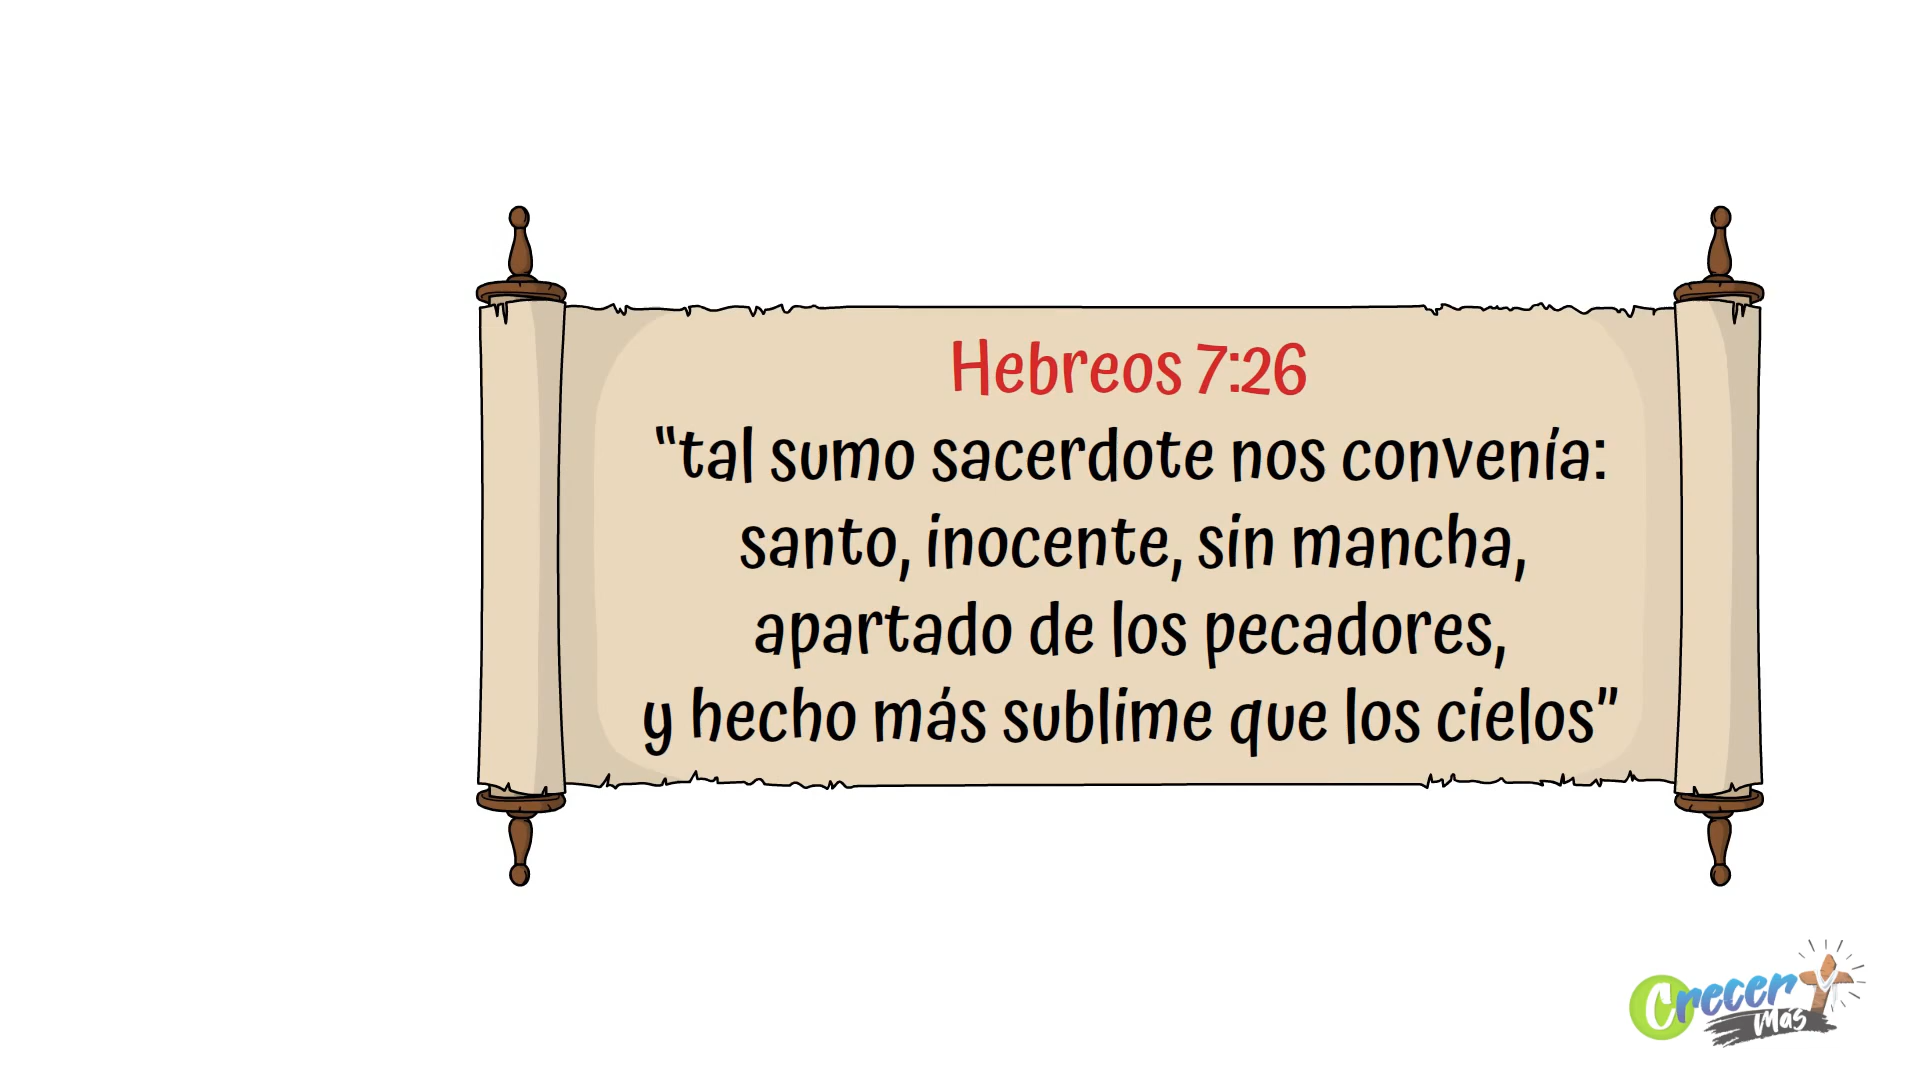 Hebreos 7:26
“tal sumo sacerdote nos convenía:
santo, inocente, sin mancha,
apartado de los pecadores,
y hecho más sublime que los cielos”
Crecer
Más